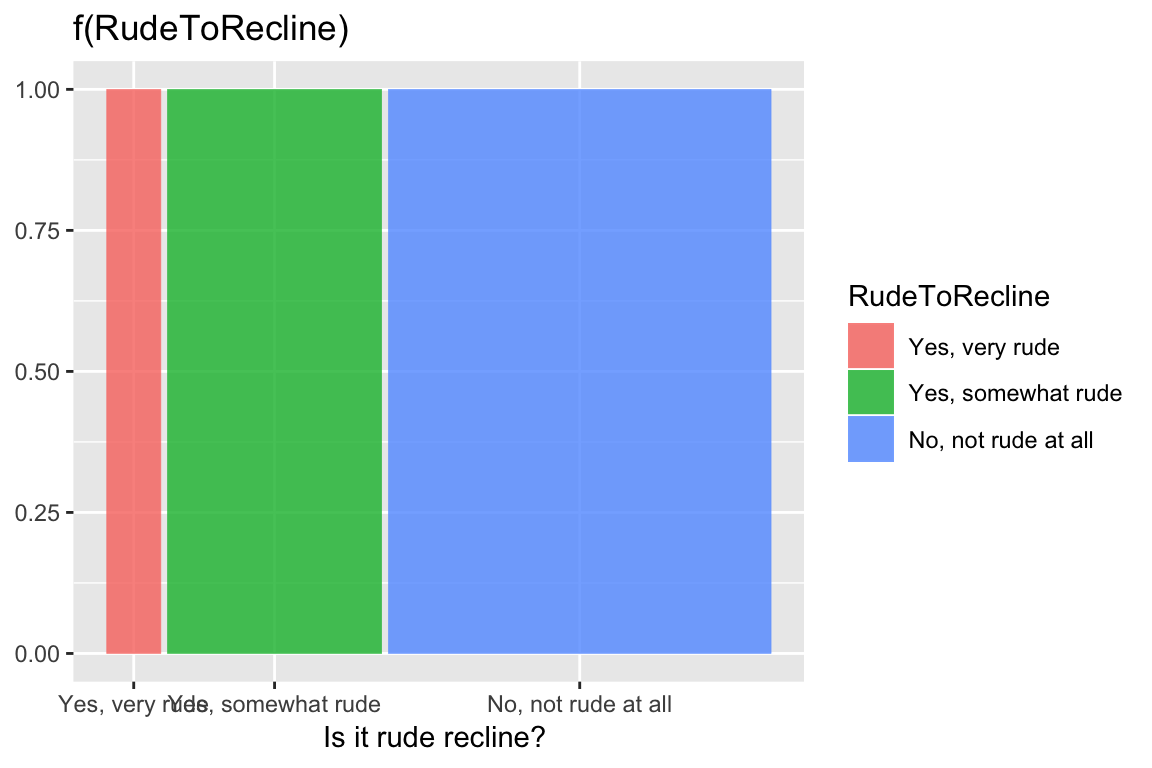 f(RudeToRecline)
1.00
0.75
0.50
0.25
0.00
Yes, very rude
Yes, somewhat rude
No, not rude at all
Is it rude recline?
RudeToRecline
Yes, very rude
Yes, somewhat rude
No, not rude at all